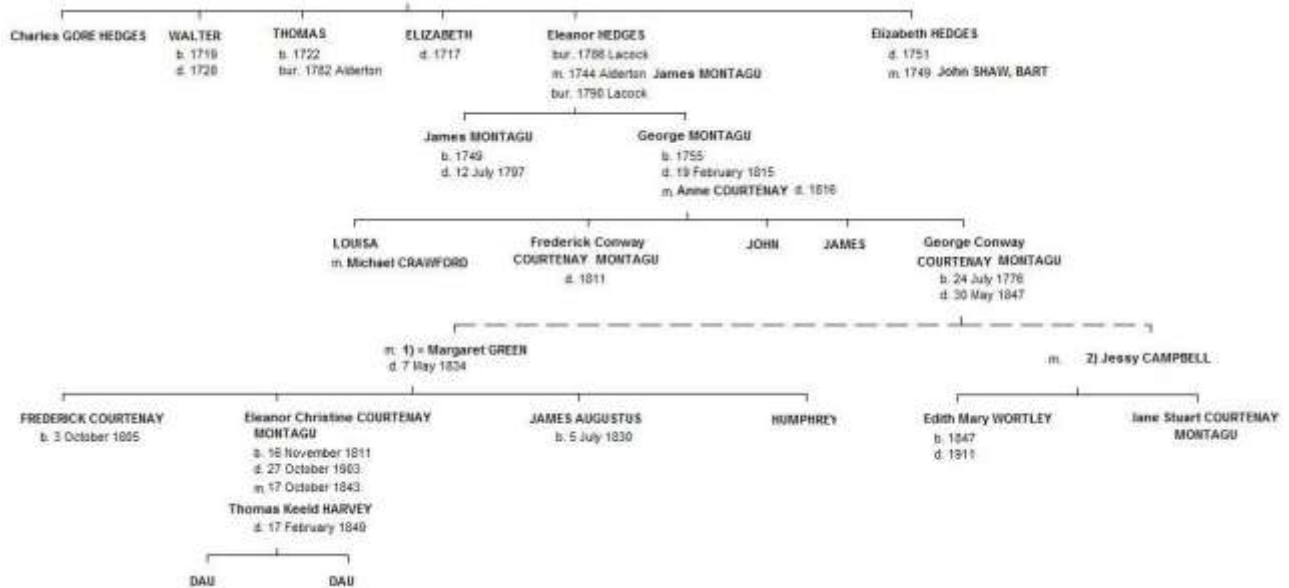 Charles GORE HEDGES
WALTER
b. 1719
d. 1720
THOMAS
b. 1722
bur. 1782 Alderton
ELIZABETH
d. 1717
Eleanor HEDGES
bur. 1786 Lacock
m. 1744 Alderton James MONTAGU
bur. 1790 Lacock
Elizabeth HEDGES
d. 1751
m. 1749 John SHAW, BART
James MONTAGU
b. 1749
d. 12 July 1797
George MONTAGU
b. 1755
d. 19 February 1815
m. Anne COURTENAY d. 1816
LOUISA
m. Michael CRAWFORD
Frederick Conway
COURTENAY MONTAGU
d. 1811
JOHN
JAMES
George Conway
COURTENAY MONTAGU
b. 24 July 1776
d. 30 May 1847
m. 1) = Margaret GREEN
d. 7 May 1834
m. 2) Jessy CAMPBELL
FREDERICK COURTENAY
b. 3 October
Eleanor Christine COURTENAY
MONTAGU
b. 16 November 1811
d. 27 October 1903
m. 17 October 1843
Thomas Keeld HARVEY
d. 17 February 1849
DAU
DAU
JAMES AUGUSTUS
b. 5 July 1830
HUMPHREY
Edith Mary WORTLEY
b. 1847
d. 1911
Jane Stuart COURTENAY
MONTAGU